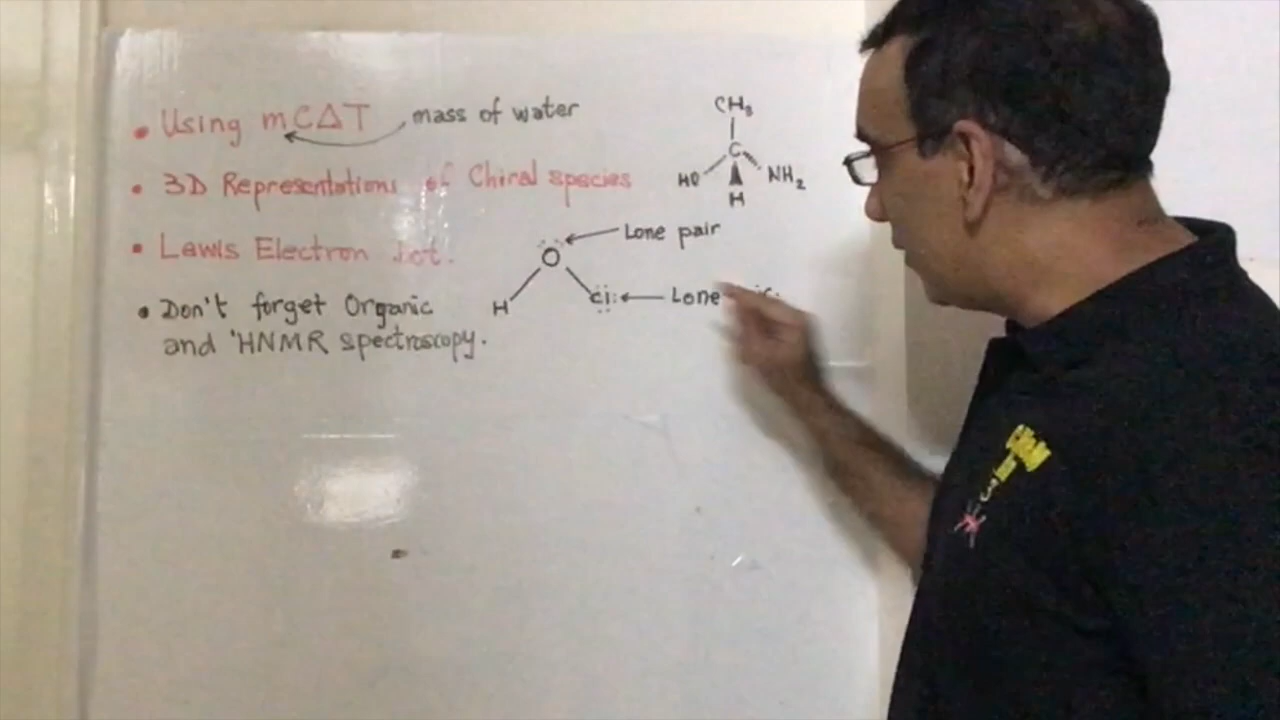 • Using mCΔT mass of water
• 3D Representations of Chiral species
CH₃
C
HO NH₂
H
• Lewis Electron Dot.
O Lone pair
H Cl Lone
• Don't forget Organic
and ¹HNMR spectroscopy.